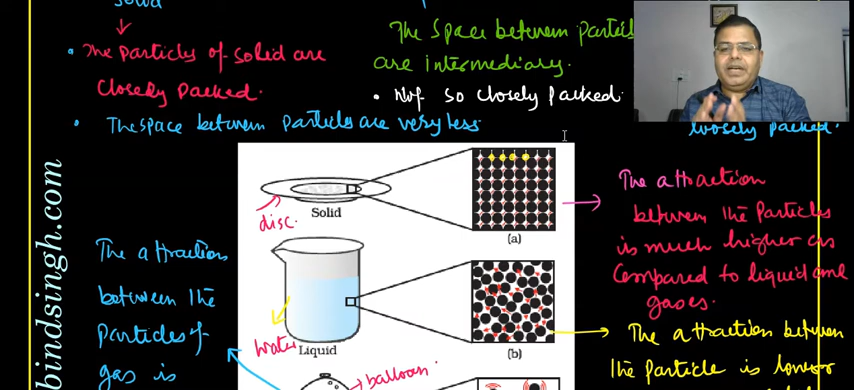 solid
• The Particles of Solid are
Closely Packed.
• The Space between Particles are very less
The Space between
are intermediary.
• Not So closely Packed
loosely packed.
Solid
disc.
(a)
The attraction
between the Particles
is much higher as
Compared to liquid and
gases.
The attraction
between the
Particles of
gas is
Liquid
water
(b)
The attraction between
the Particle is lower
balloon
bindsingh.com